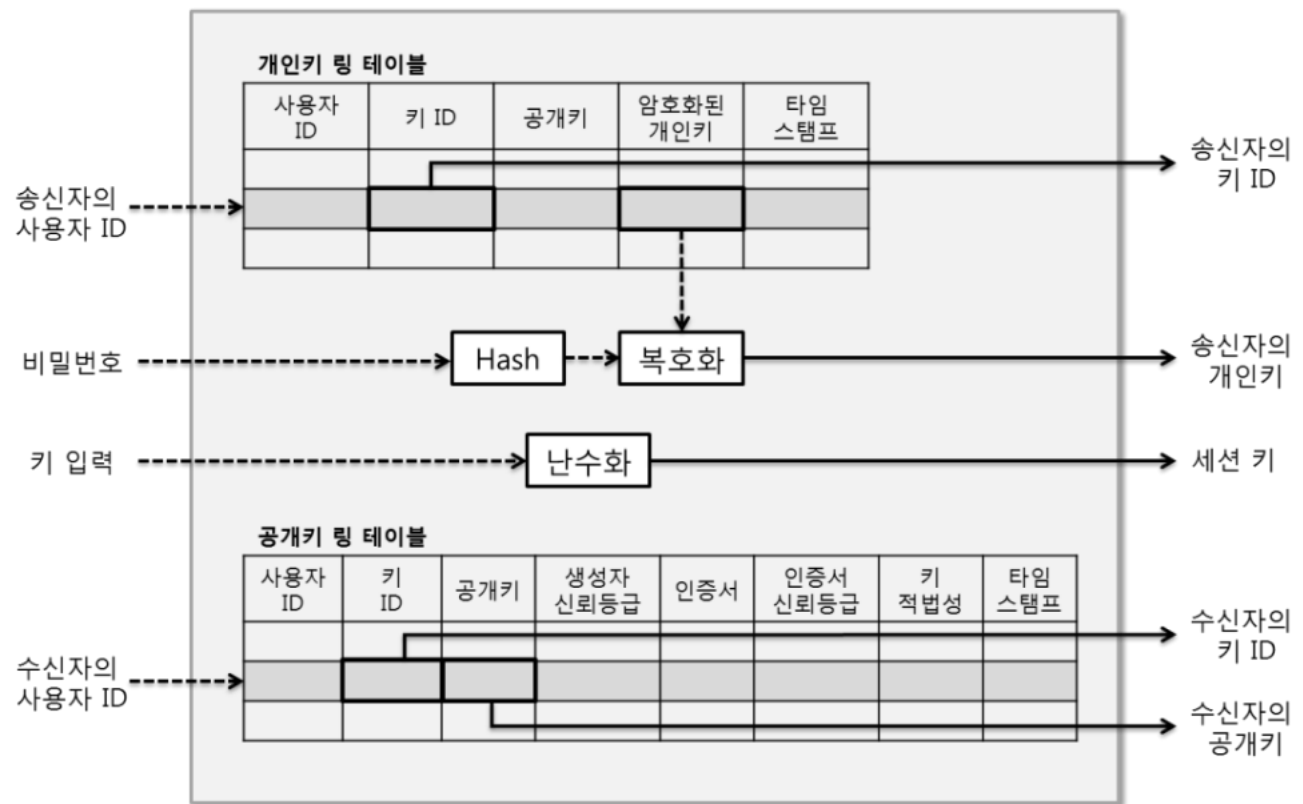 개인키 링 테이블
사용자
ID
키 ID
공개키
암호화된
개인키
타임
스탬프
송신자의
키 ID
송신자의
사용자 ID
비밀번호
Hash
복호화
송신자의
개인키
키 입력
난수화
세션 키
공개키 링 테이블
사용자
ID
키
ID
공개키
생성자
신뢰등급
인증서
인증서
신뢰등급
키
적법성
타임
스탬프
수신자의
키 ID
수신자의
사용자 ID
수신자의
공개키